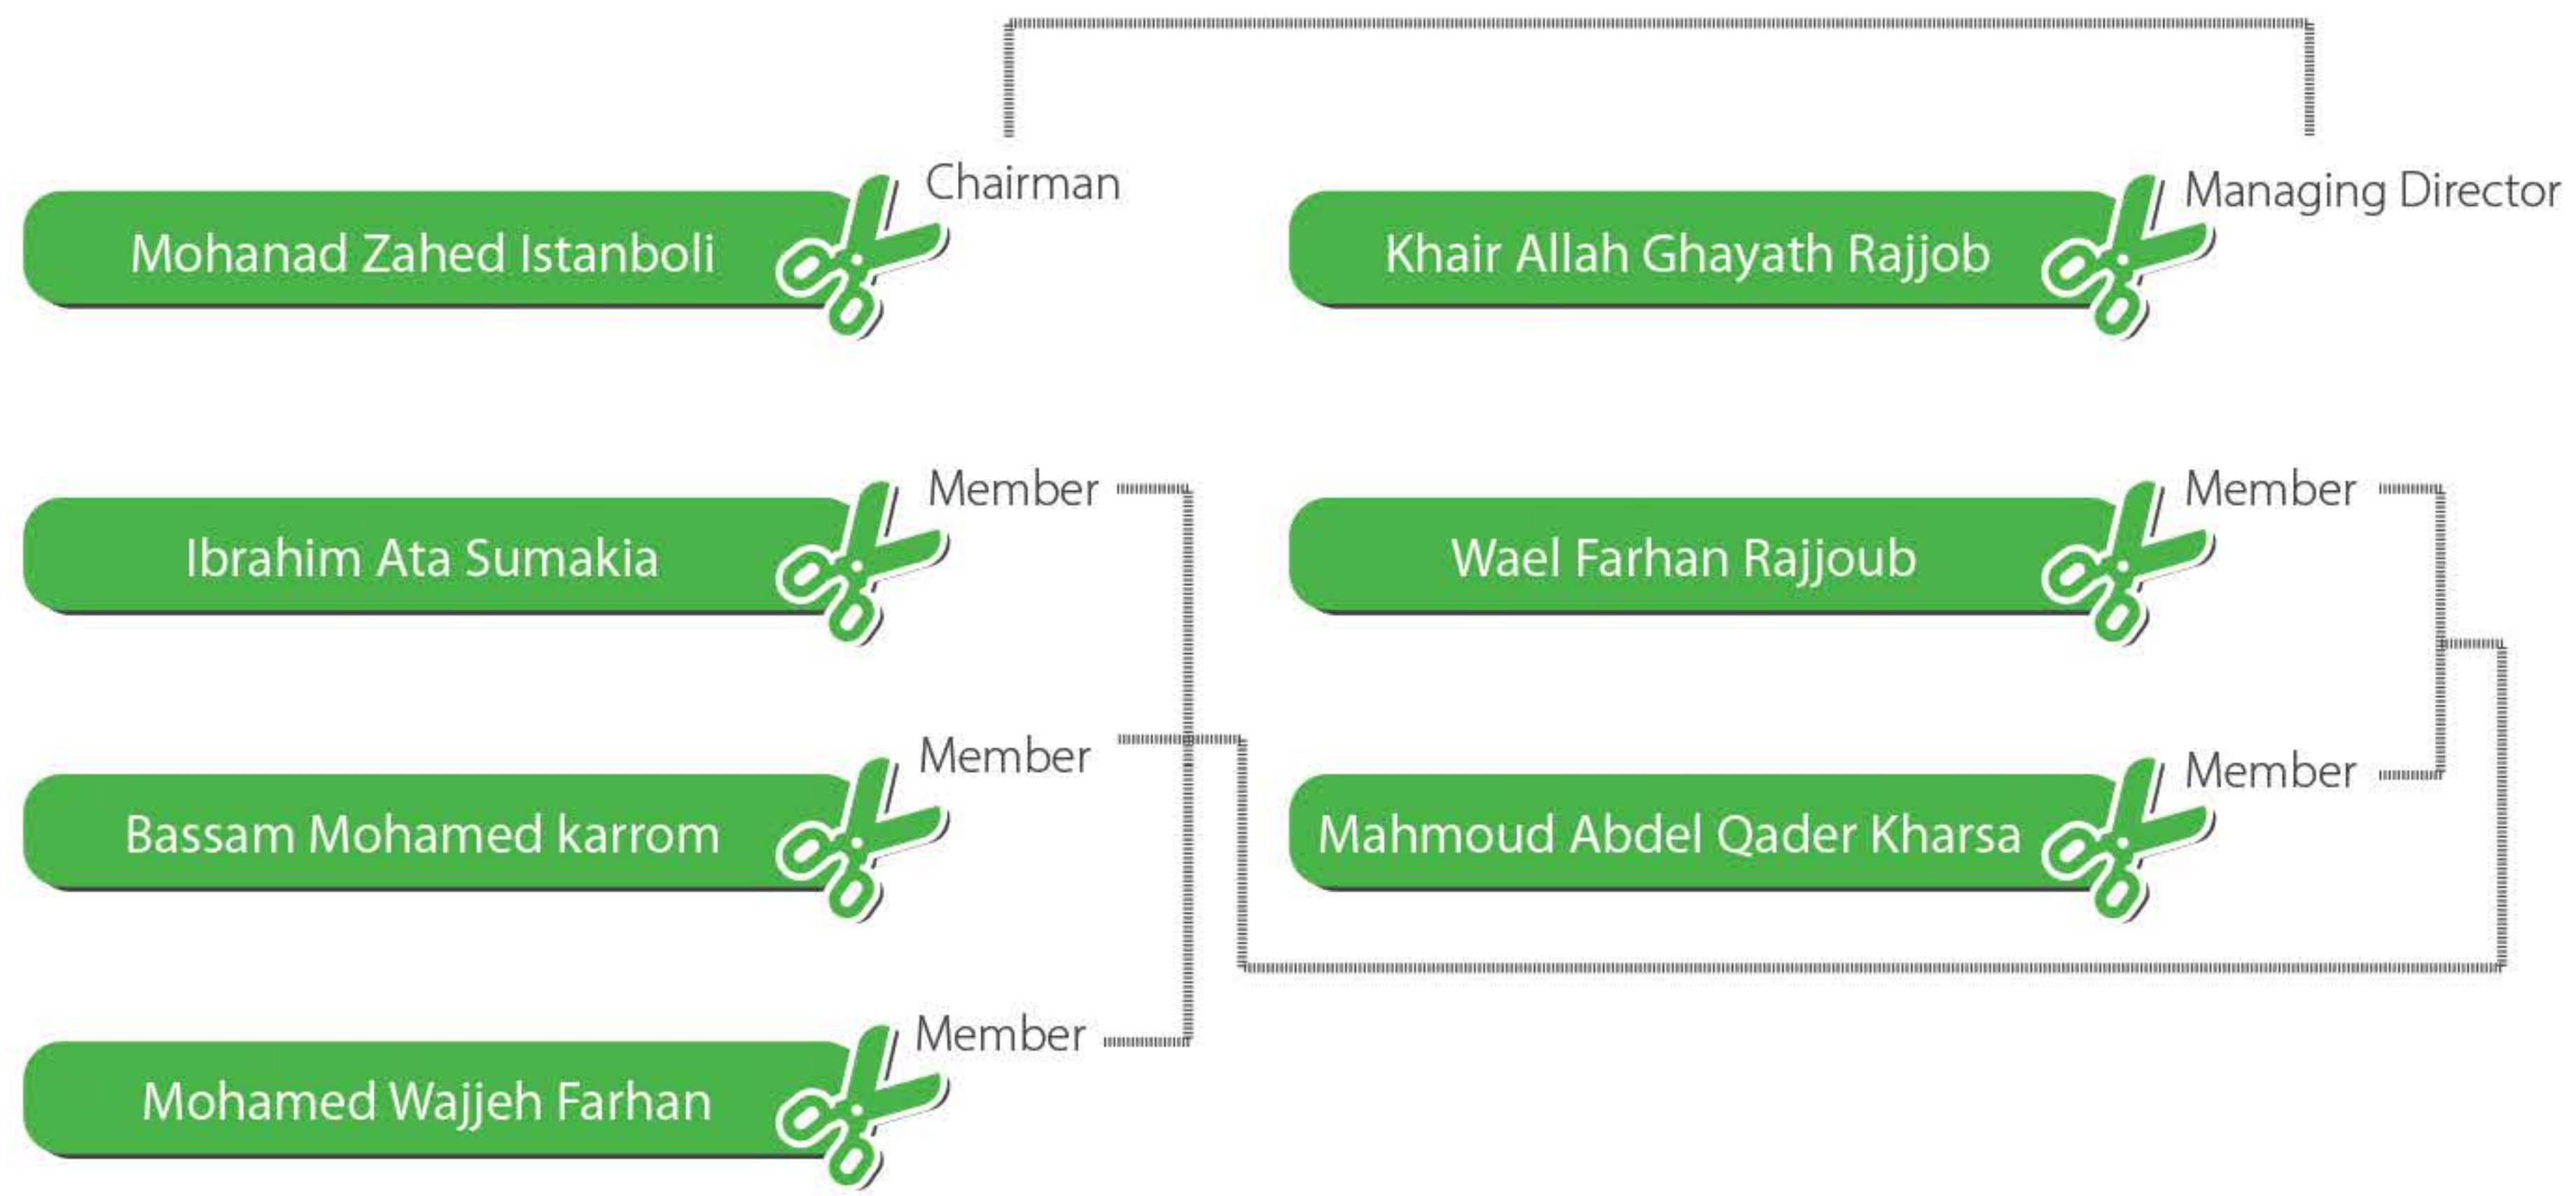 Chairman
Mohanad Zahed Istanboli
Managing Director
Khair Allah Ghayath Rajjob
Member
Ibrahim Ata Sumakia
Member
Wael Farhan Rajjoub
Member
Bassam Mohamed karrom
Member
Mahmoud Abdel Qader Kharsa
Member
Mohamed Wajjeh Farhan